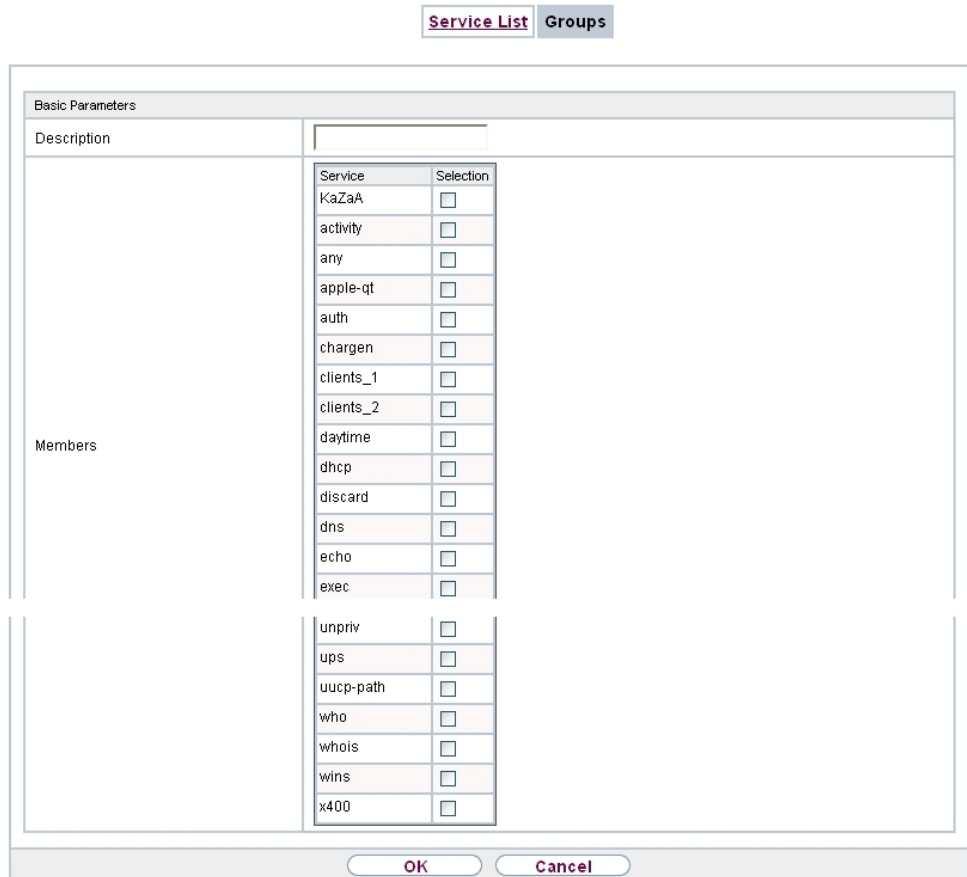 Service List Groups
Basic Parameters
Description
Members
Service Selection
KaZaA
activity
any
apple-qt
auth
chargen
clients_1
clients_2
daytime
dhcp
discard
dns
echo
exec
unpriv
ups
uucp-path
who
whois
wins
x400
OK Cancel